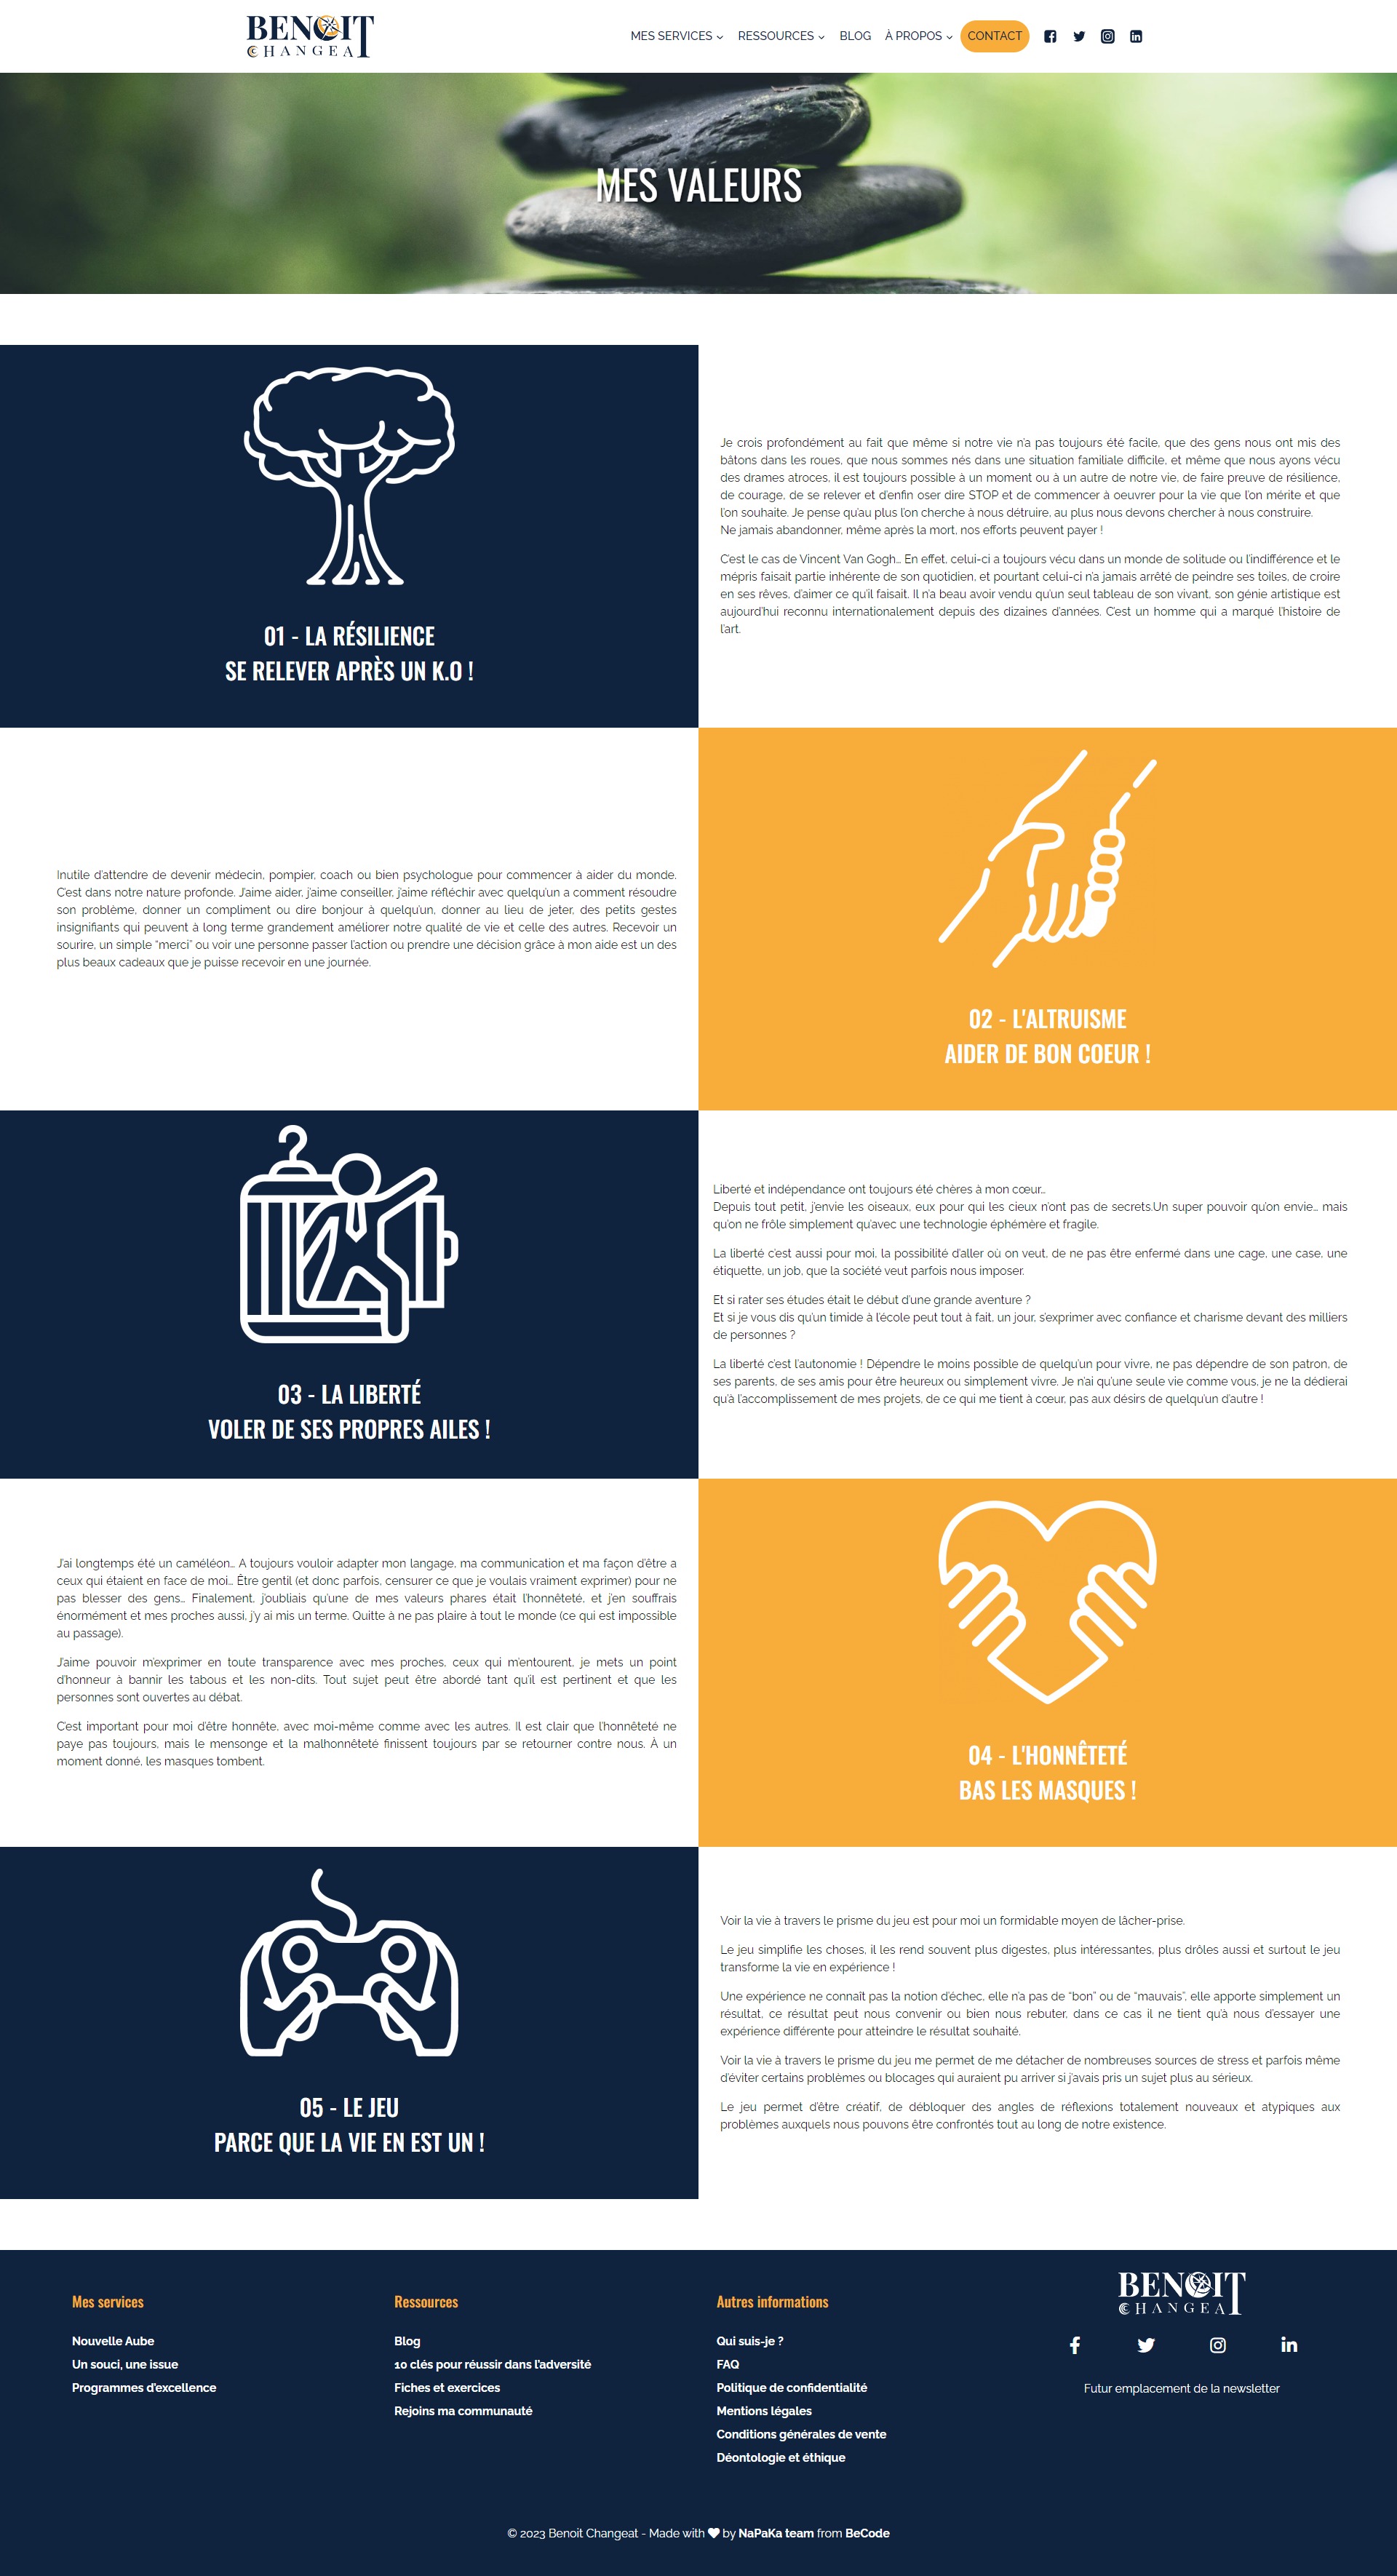 BENOIT
CHANGEAT
MES SERVICES
RESSOURCES
BLOG
À PROPOS
CONTACT
MES VALEURS
01 - LA RÉSILIENCE
SE RELEVER APRÈS UN K.O !
Je crois profondément au fait que même si notre vie n'a pas toujours été facile, que des gens nous ont mis des
bâtons dans les roues, que nous sommes nés dans une situation familiale difficile, et même que nous ayons vécu
des drames atroces, il est toujours possible à un moment ou à un autre de notre vie, de faire preuve de résilience,
de courage, de se relever et d'enfin oser dire STOP et de commencer à oeuvrer pour la vie que l'on mérite et que
l'on souhaite. Je pense qu'au plus l'on cherche à nous détruire, au plus nous devons chercher à nous construire.
Ne jamais abandonner, même après la mort, nos efforts peuvent payer !
C'est le cas de Vincent Van Gogh… En effet, celui-ci a toujours vécu dans un monde de solitude ou l'indifférence et le
mépris faisait partie inhérente de son quotidien, et pourtant celui-ci n'a jamais arrêté de peindre ses toiles, de croire
en ses rêves, d'aimer ce qu'il faisait. Il n'a beau avoir vendu qu'un seul tableau de son vivant, son génie artistique est
aujourd'hui reconnu internationalement depuis des dizaines d'années. C'est un homme qui a marqué l'histoire de
l'art.
Inutile d'attendre de devenir médecin, pompier, coach ou bien psychologue pour commencer à aider du monde.
C'est dans notre nature profonde. J'aime aider, j'aime conseiller, j'aime réfléchir avec quelqu'un a comment résoudre
son problème, donner un compliment ou dire bonjour à quelqu'un, donner au lieu de jeter, des petits gestes
insignifiants qui peuvent à long terme grandement améliorer notre qualité de vie et celle des autres. Recevoir un
sourire, un simple “merci” ou voir une personne passer l'action ou prendre une décision grâce à mon aide est un des
plus beaux cadeaux que je puisse recevoir en une journée.
02 - L'ALTRUISME
AIDER DE BON COEUR !
03 - LA LIBERTÉ
VOLER DE SES PROPRES AILES !
Liberté et indépendance ont toujours été chères à mon cœur…
Depuis tout petit, j'envie les oiseaux, eux pour qui les cieux n'ont pas de secrets.Un super pouvoir qu'on envie… mais
qu'on ne frôle simplement qu'avec une technologie éphémère et fragile.
La liberté c'est aussi pour moi, la possibilité d'aller où on veut, de ne pas être enfermé dans une cage, une case, une
étiquette, un job, que la société veut parfois nous imposer.
Et si rater ses études était le début d'une grande aventure ?
Et si je vous dis qu'un timide à l'école peut tout à fait, un jour, s'exprimer avec confiance et charisme devant des milliers
de personnes ?
La liberté c'est l'autonomie ! Dépendre le moins possible de quelqu'un pour vivre, ne pas dépendre de son patron, de
ses parents, de ses amis pour être heureux ou simplement vivre. Je n'ai qu'une seule vie comme vous, je ne la dédierai
qu'à l'accomplissement de mes projets, de ce qui me tient à cœur, pas aux désirs de quelqu'un d'autre !
J'ai longtemps été un caméléon… A toujours vouloir adapter mon langage, ma communication et ma façon d'être a
ceux qui étaient en face de moi… Être gentil (et donc parfois, censurer ce que je voulais vraiment exprimer) pour ne
pas blesser des gens… Finalement, j'oubliais qu'une de mes valeurs phares était l'honnêteté, et j'en souffrais
énormément et mes proches aussi, j'y ai mis un terme. Quitte à ne pas plaire à tout le monde (ce qui est impossible
au passage).
J'aime pouvoir m'exprimer en toute transparence avec mes proches, ceux qui m'entourent, je mets un point
d'honneur à bannir les tabous et les non-dits. Tout sujet peut être abordé tant qu'il est pertinent et que les
personnes sont ouvertes au débat.
C'est important pour moi d'être honnête, avec moi-même comme avec les autres. Il est clair que l'honnêteté ne
paye pas toujours, mais le mensonge et la malhonnêteté finissent toujours par se retourner contre nous. À un
moment donné, les masques tombent.
04 - L'HONNÊTETÉ
BAS LES MASQUES !
05 - LE JEU
PARCE QUE LA VIE EN EST UN !
Voir la vie à travers le prisme du jeu est pour moi un formidable moyen de lâcher-prise.
Le jeu simplifie les choses, il les rend souvent plus digestes, plus intéressantes, plus drôles aussi et surtout le jeu
transforme la vie en expérience !
Une expérience ne connaît pas la notion d'échec, elle n'a pas de “bon” ou de “mauvais”, elle apporte simplement un
résultat, ce résultat peut nous convenir ou bien nous rebuter, dans ce cas il ne tient qu'à nous d'essayer une
expérience différente pour atteindre le résultat souhaité.
Voir la vie à travers le prisme du jeu me permet de me détacher de nombreuses sources de stress et parfois même
d'éviter certains problèmes ou blocages qui auraient pu arriver si j'avais pris un sujet plus au sérieux.
Le jeu permet d'être créatif, de débloquer des angles de réflexions totalement nouveaux et atypiques aux
problèmes auxquels nous pouvons être confrontés tout au long de notre existence.
Mes services
Nouvelle Aube
Un souci, une issue
Programmes d'excellence
Ressources
Blog
10 clés pour réussir dans l'adversité
Fiches et exercices
Rejoins ma communauté
Autres informations
Qui suis-je ?
FAQ
Politique de confidentialité
Mentions légales
Conditions générales de vente
Déontologie et éthique
BENOIT
CHANGEAT
Futur emplacement de la newsletter
© 2023 Benoit Changeat - Made with ♥ by NaPaKa team from BeCode